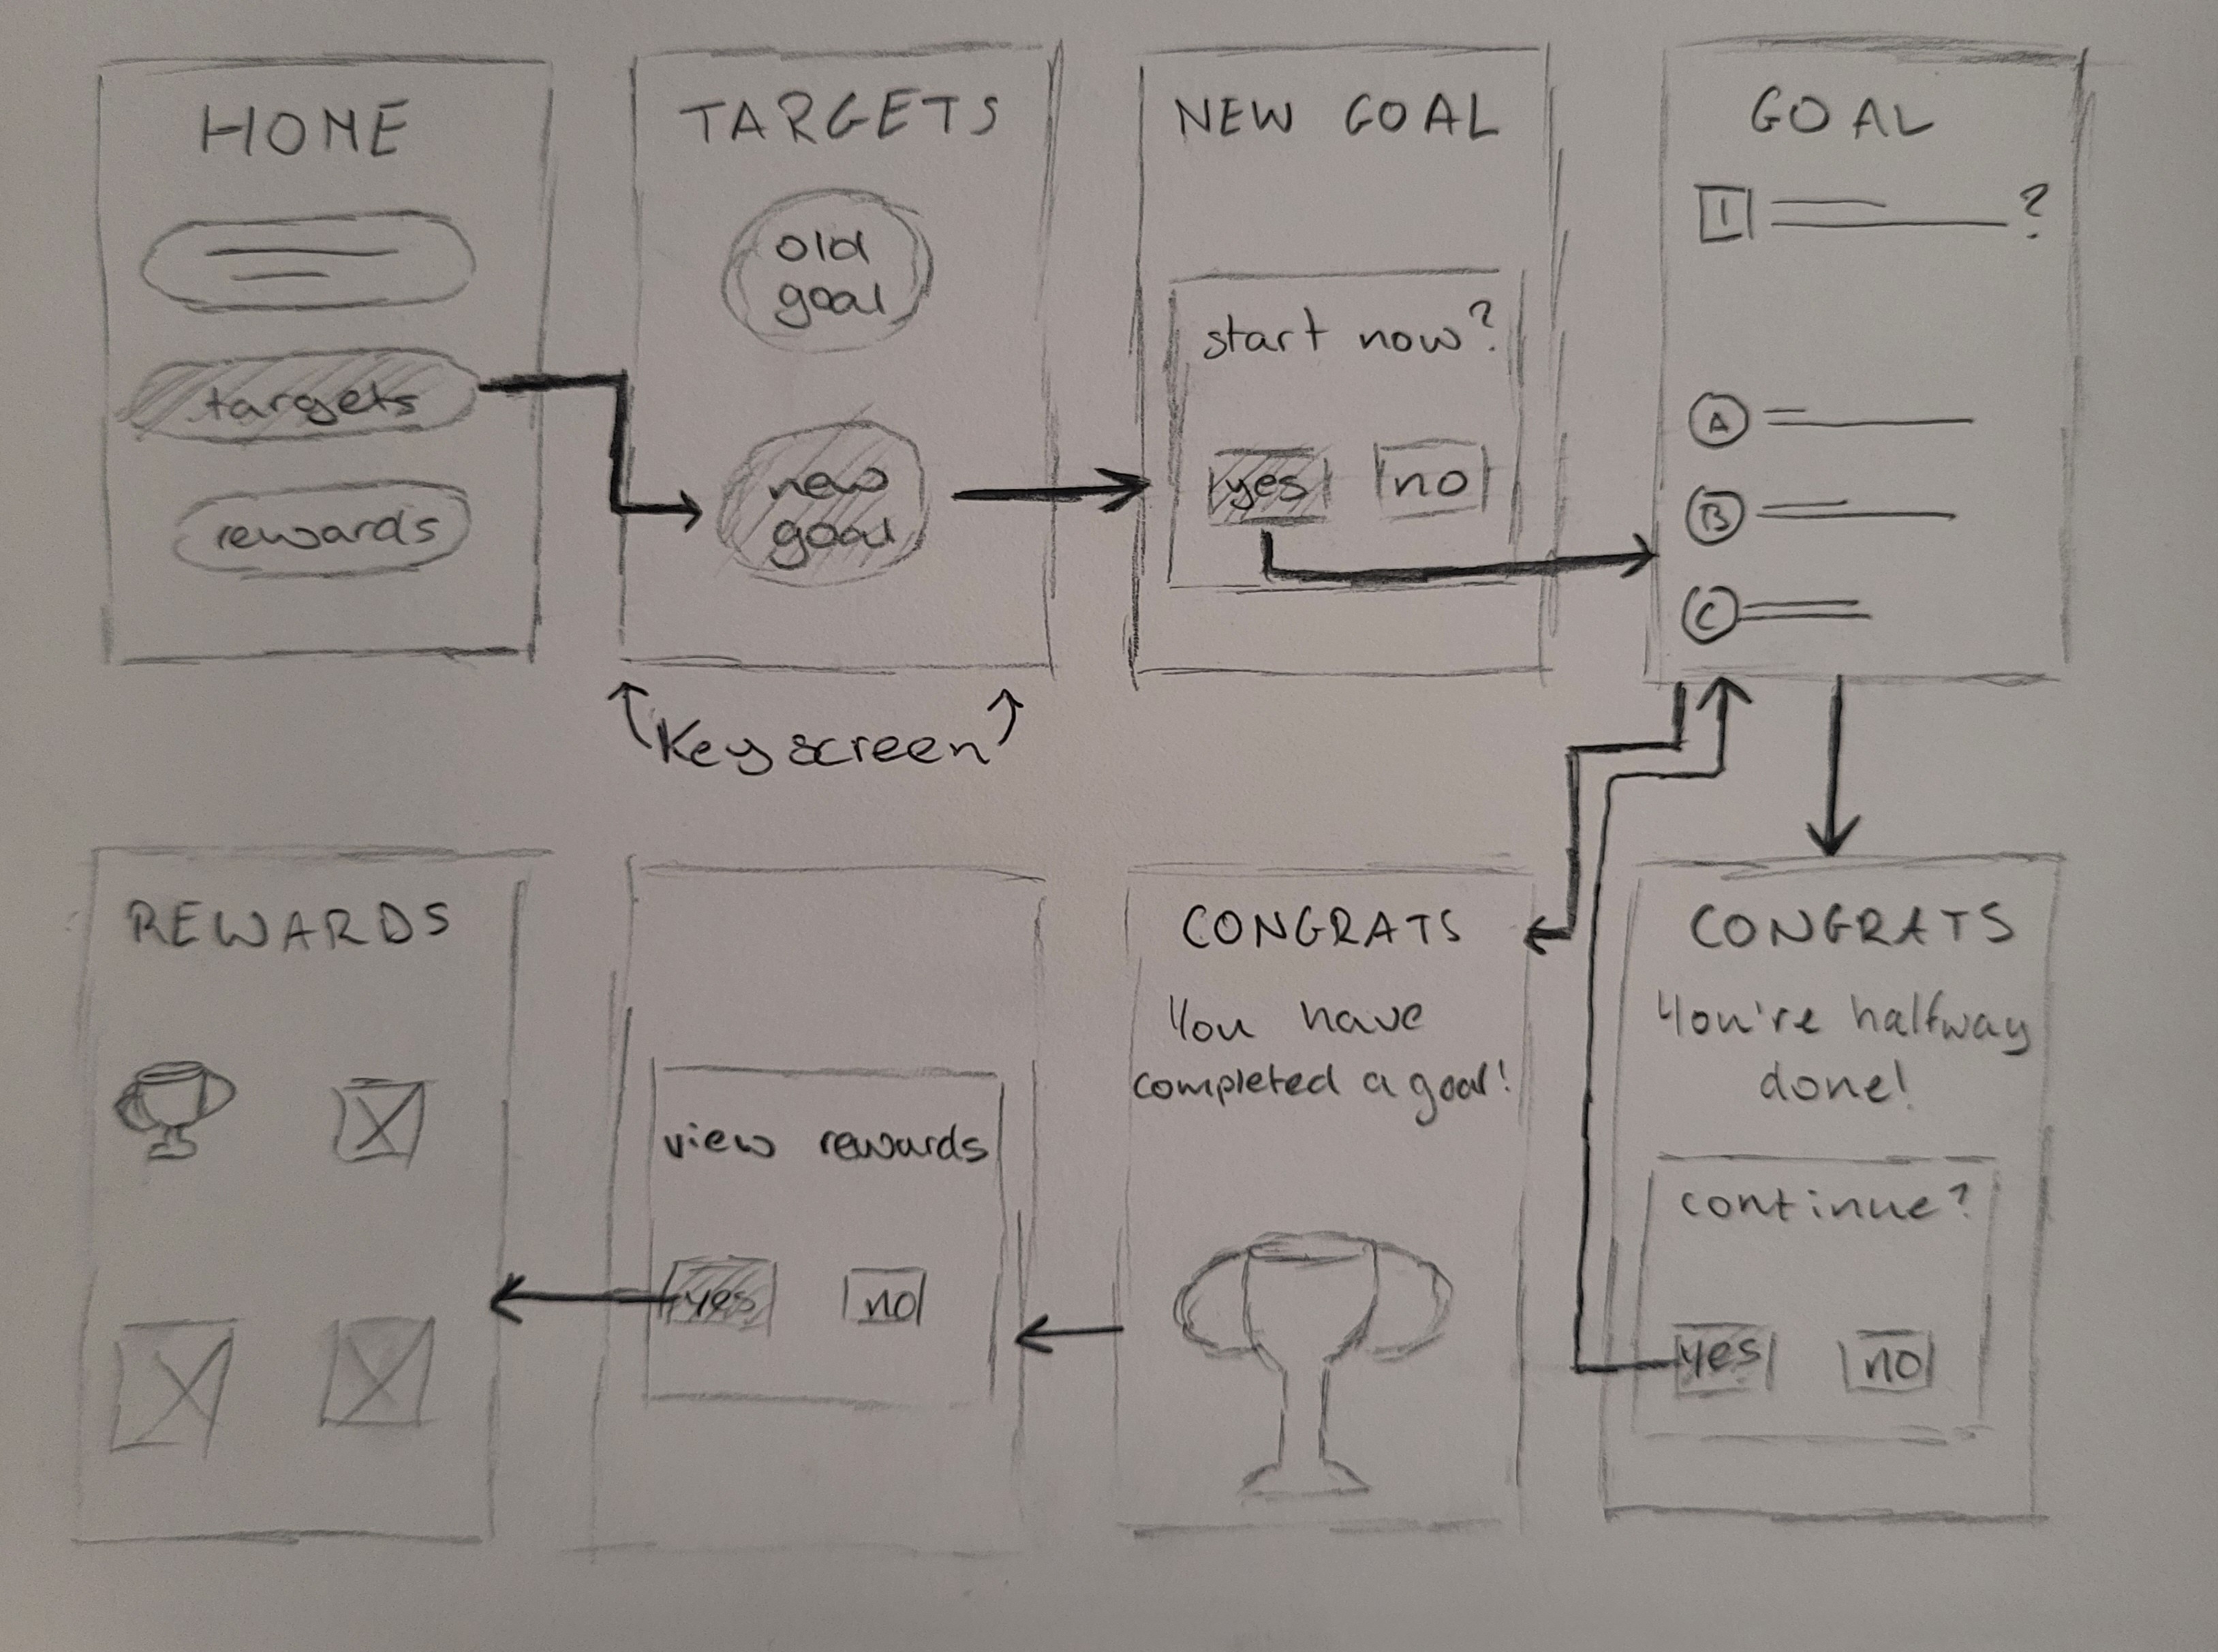 HOME
targets
rewards
TARGETS
old
goal
new
goal
Key screen
NEW GOAL
start now?
yes no
GOAL
1 ?
A
B
C
REWARDS
view rewards
yes no
CONGRATS
You have
completed a goal!
CONGRATS
You're halfway
done!
continue?
yes no